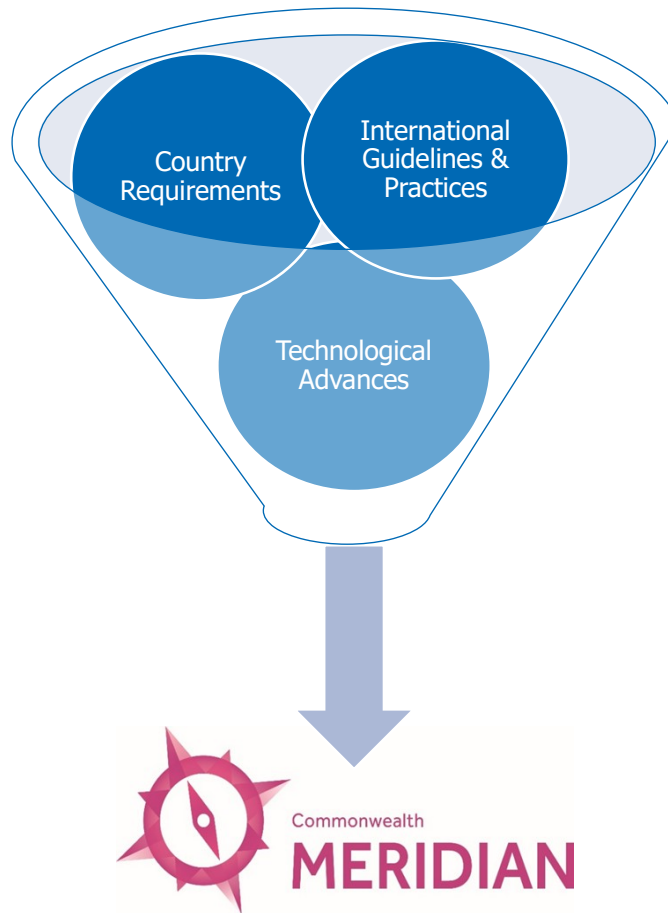 Country
Requirements
International
Guidelines &
Practices
Technological
Advances
Commonwealth
MERIDIAN